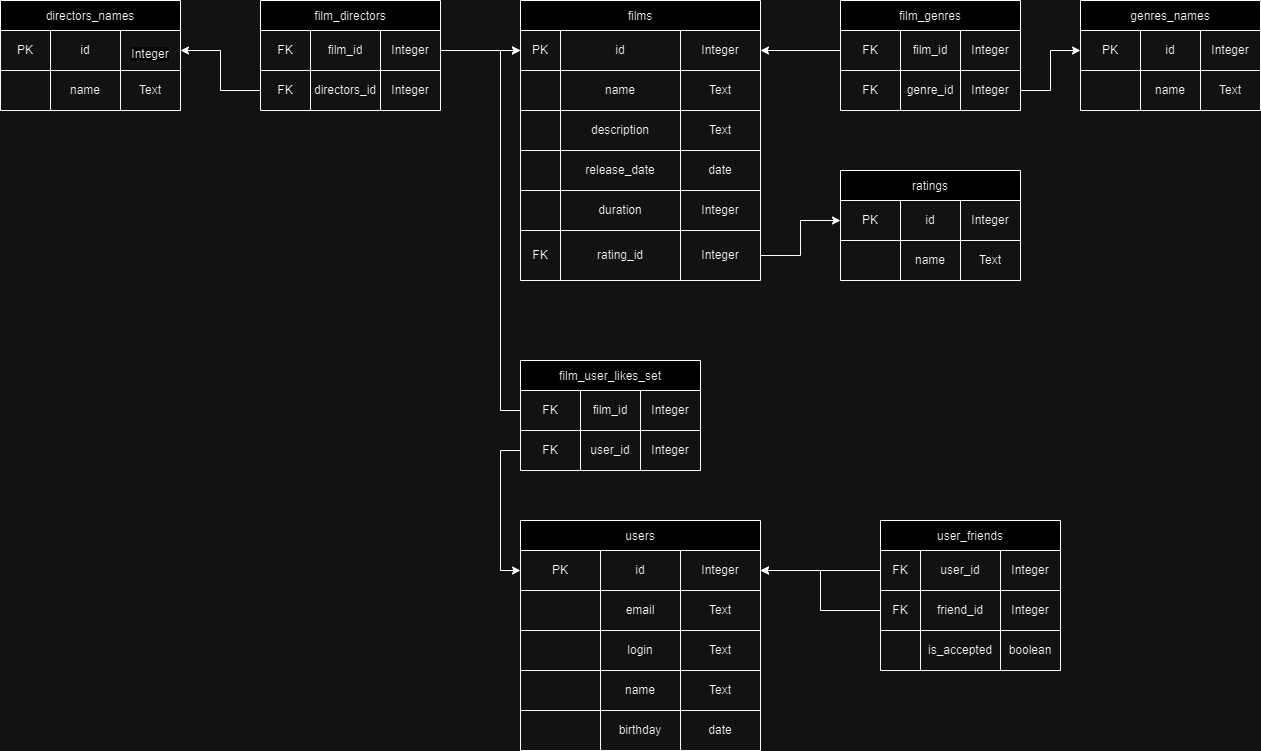 directors_names
PK id Integer
name Text
film_directors
FK film_id Integer
FK directors_id Integer
films
PK id Integer
name Text
description Text
release_date date
duration Integer
FK rating_id Integer
film_genres
FK film_id Integer
FK genre_id Integer
genres_names
PK id Integer
name Text
ratings
PK id Integer
name Text
film_user_likes_set
FK film_id Integer
FK user_id Integer
users
PK id Integer
email Text
login Text
name Text
birthday date
user_friends
FK user_id Integer
FK friend_id Integer
is_accepted boolean